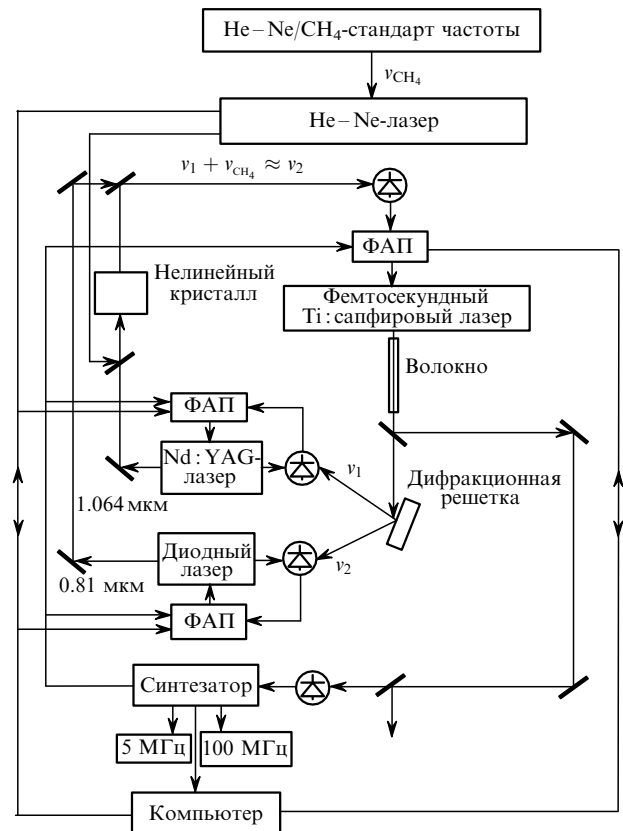 He–Ne/CH₄-стандарт частоты
ν_CH₄
He–Ne-лазер
ν₁ + ν_CH₄ ≈ ν₂
ФАП
Нелинейный
кристалл
Фемтосекундный
Ti:сапфировый лазер
Волокно
ФАП
Nd:YAG-
лазер
ν₁
Дифракционная
решетка
1.064 мкм
Диодный
лазер
ν₂
0.81 мкм
ФАП
Синтезатор
5 МГц
100 МГц
Компьютер